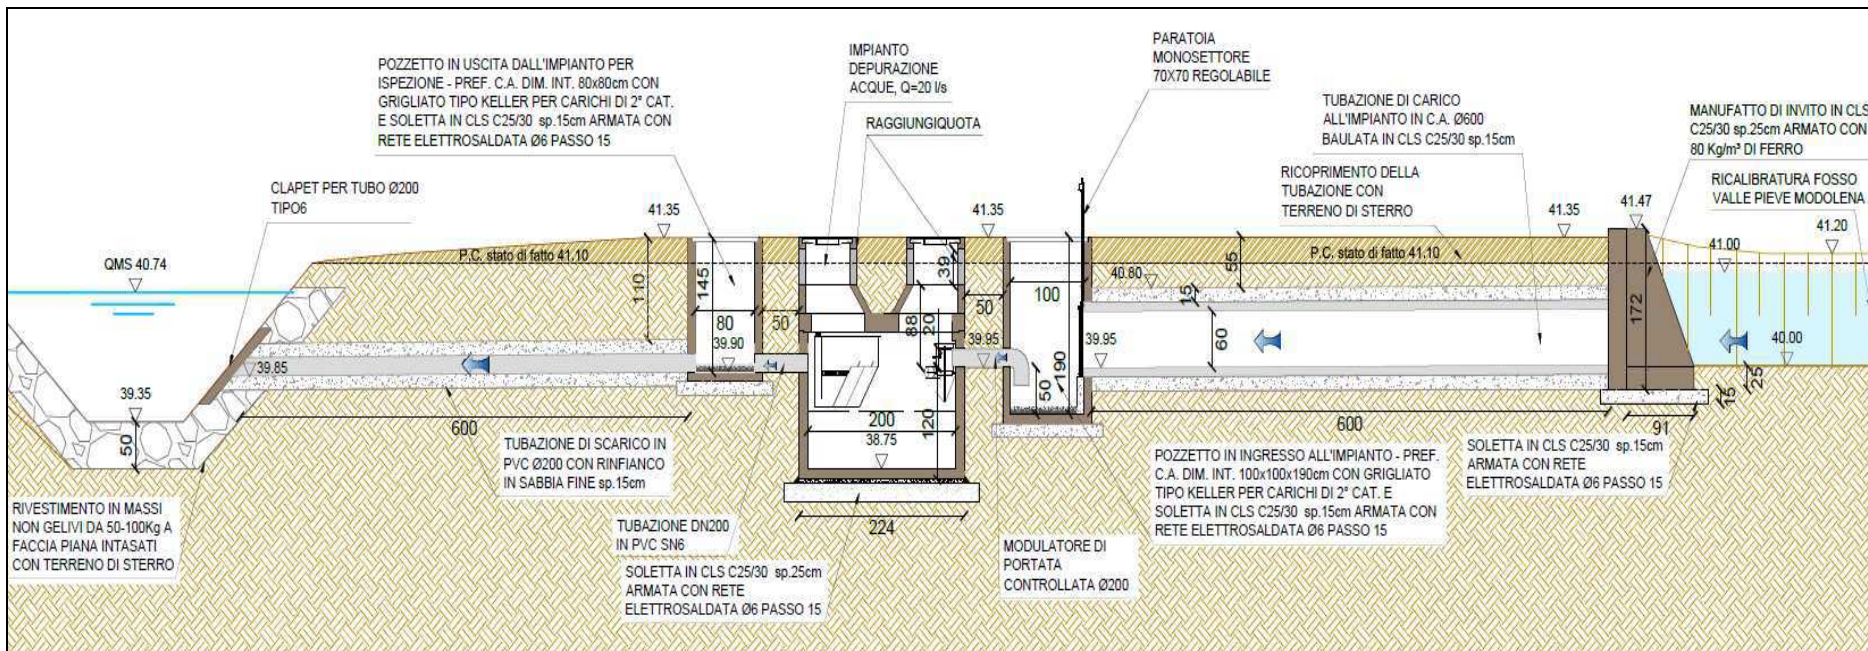 POZZETTO IN USCITA DALL'IMPIANTO PER
ISPEZIONE - PREF. C.A. DIM. INT. 80x80cm CON
GRIGLIATO TIPO KELLER PER CARICHI DI 2° CAT.
E SOLETTA IN CLS C25/30 sp.15cm ARMATA CON
RETE ELETTROSALDATA Ø6 PASSO 15
IMPIANTO
DEPURAZIONE
ACQUE, Q=20 l/s
RAGGIUNGIQUOTA
PARATOIA
MONOSETTORE
70X70 REGOLABILE
TUBAZIONE DI CARICO
ALL'IMPIANTO IN C.A. Ø600
BAULATA IN CLS C25/30 sp.15cm
MANUFATTO DI INVITO IN CLS
C25/30 sp.25cm ARMATO CON
80 Kg/m³ DI FERRO
RICOPRIMENTO DELLA
TUBAZIONE CON
TERRENO DI STERRO
RICALIBRATURA FOSSO
VALLE PIEVE MODOLENA
CLAPET PER TUBO Ø200
TIPO6
41.35
41.35
41.35
41.47
41.20
QMS 40.74
P.C. stato di fatto 41.10
P.C. stato di fatto 41.10
41.00
40.80
110
145
39
50
100
55
15
172
80
50
88
20
60
39.90
39.95
39.95
40.00
39.85
39.35
50
190
50
25
15
600
200
38.75
120
600
91
224
TUBAZIONE DI SCARICO IN
PVC Ø200 CON RINFIANCO
IN SABBIA FINE sp.15cm
POZZETTO IN INGRESSO ALL'IMPIANTO - PREF.
C.A. DIM. INT. 100x100x190cm CON GRIGLIATO
TIPO KELLER PER CARICHI DI 2° CAT. E
SOLETTA IN CLS C25/30 sp.15cm ARMATA CON
RETE ELETTROSALDATA Ø6 PASSO 15
SOLETTA IN CLS C25/30 sp.15cm
ARMATA CON RETE
ELETTROSALDATA Ø6 PASSO 15
RIVESTIMENTO IN MASSI
NON GELIVI DA 50-100Kg A
FACCIA PIANA INTASATI
CON TERRENO DI STERRO
TUBAZIONE DN200
IN PVC SN6
MODULATORE DI
PORTATA
CONTROLLATA Ø200
SOLETTA IN CLS C25/30 sp.25cm
ARMATA CON RETE
ELETTROSALDATA Ø6 PASSO 15